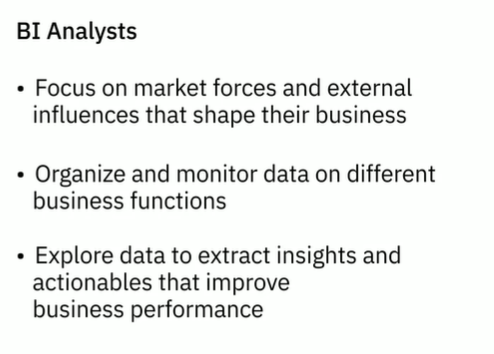 BI Analysts
• Focus on market forces and external
influences that shape their business
• Organize and monitor data on different
business functions
• Explore data to extract insights and
actionables that improve
business performance